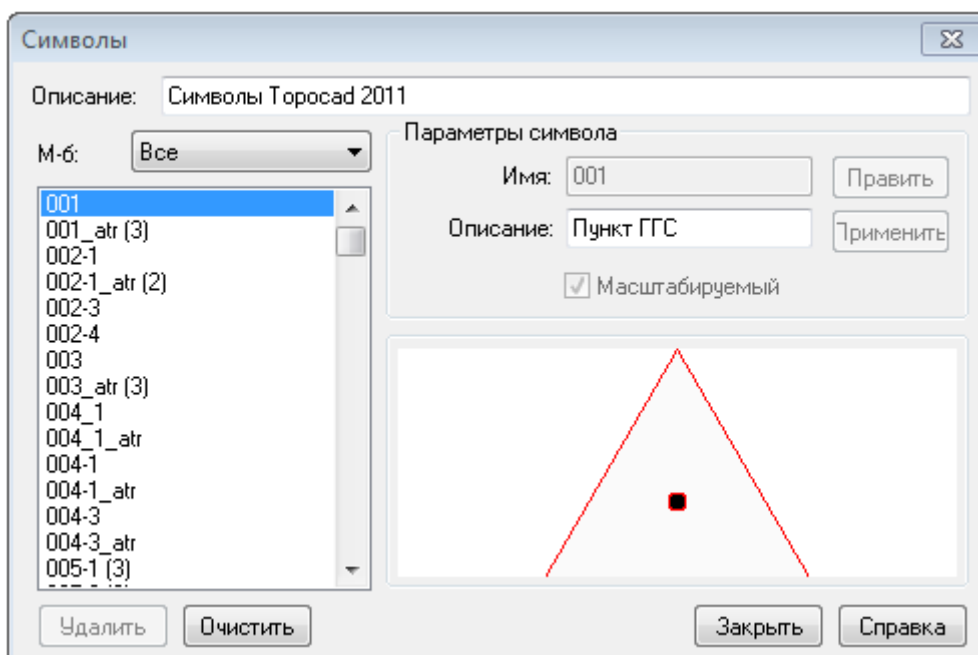 Символы
Описание: Символы Topocad 2011
М-б: Все
Параметры символа
Имя: 001 Править
Описание: Пункт ГГС Применить
Масштабируемый
001
001_atr (3)
002-1
002-1_atr (2)
002-3
002-4
003
003_atr (3)
004_1
004_1_atr
004-1
004-1_atr
004-3
004-3_atr
005-1 (3)
Удалить Очистить Закрыть Справка